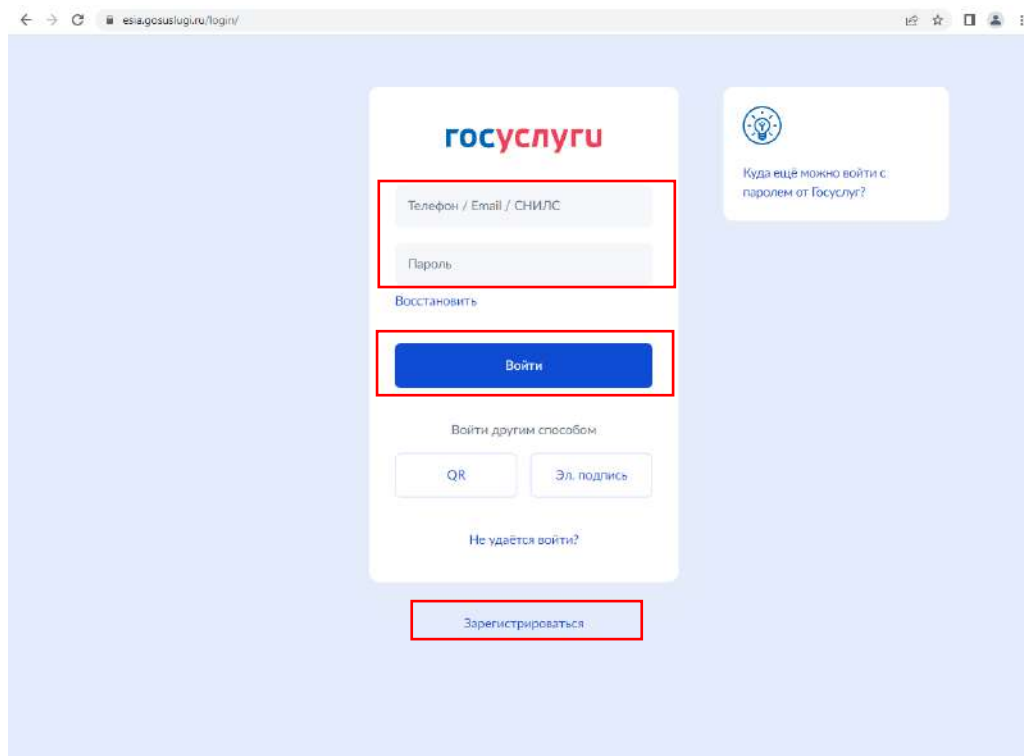 esia.gosuslugi.ru/login/
госуслуги
Телефон / Email / СНИЛС
Пароль
Восстановить
Войти
Войти другим способом
QR
Эл. подпись
Не удаётся войти?
Зарегистрироваться
Куда ещё можно войти с
паролем от Госуслуг?